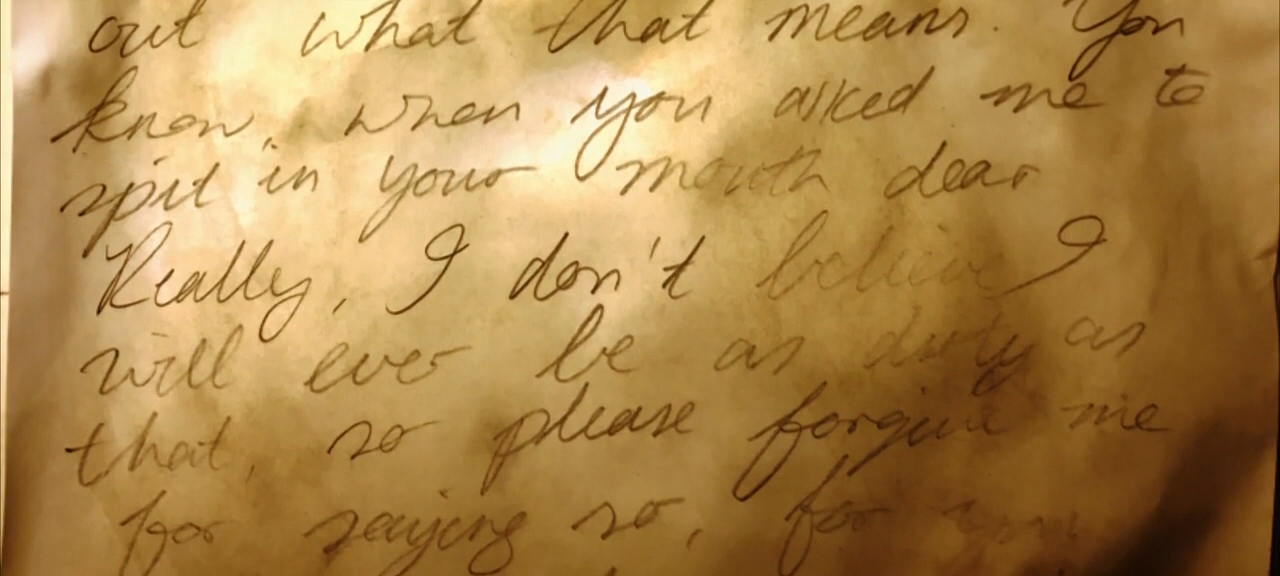 out what that means. You
know, when you asked me to
spit in your mouth dear
Really, I don't believe I
will ever be as dirty as
that, so please forgive me
for saying so, for